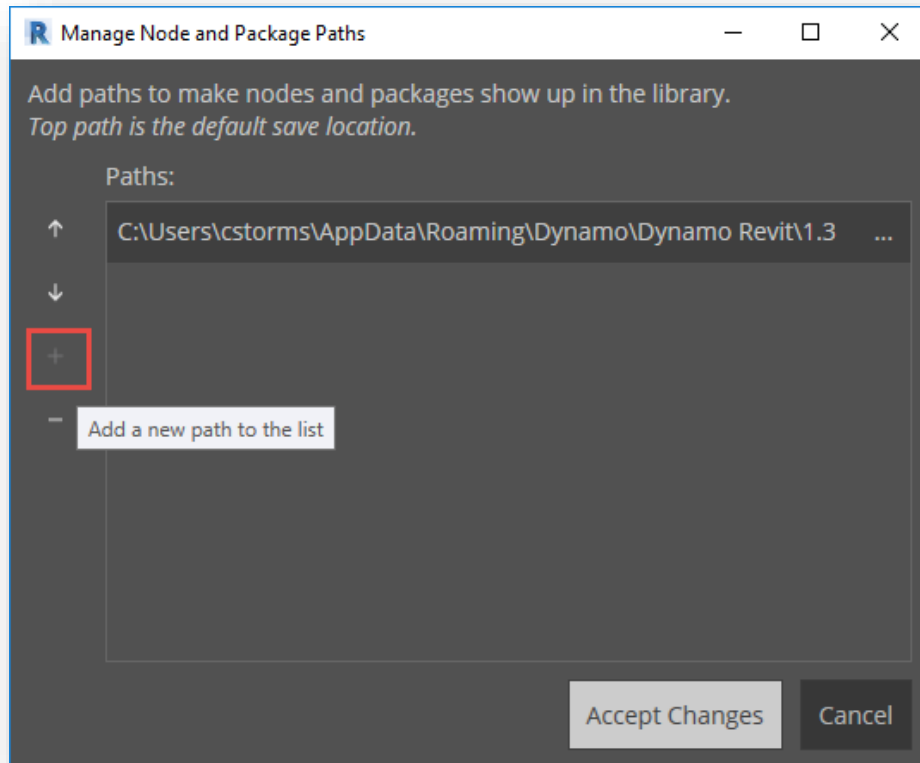 Manage Node and Package Paths
Add paths to make nodes and packages show up in the library.
Top path is the default save location.
Paths:
C:\Users\cstorms\AppData\Roaming\Dynamo\Dynamo Revit\1.3 ...
Add a new path to the list
Accept Changes Cancel